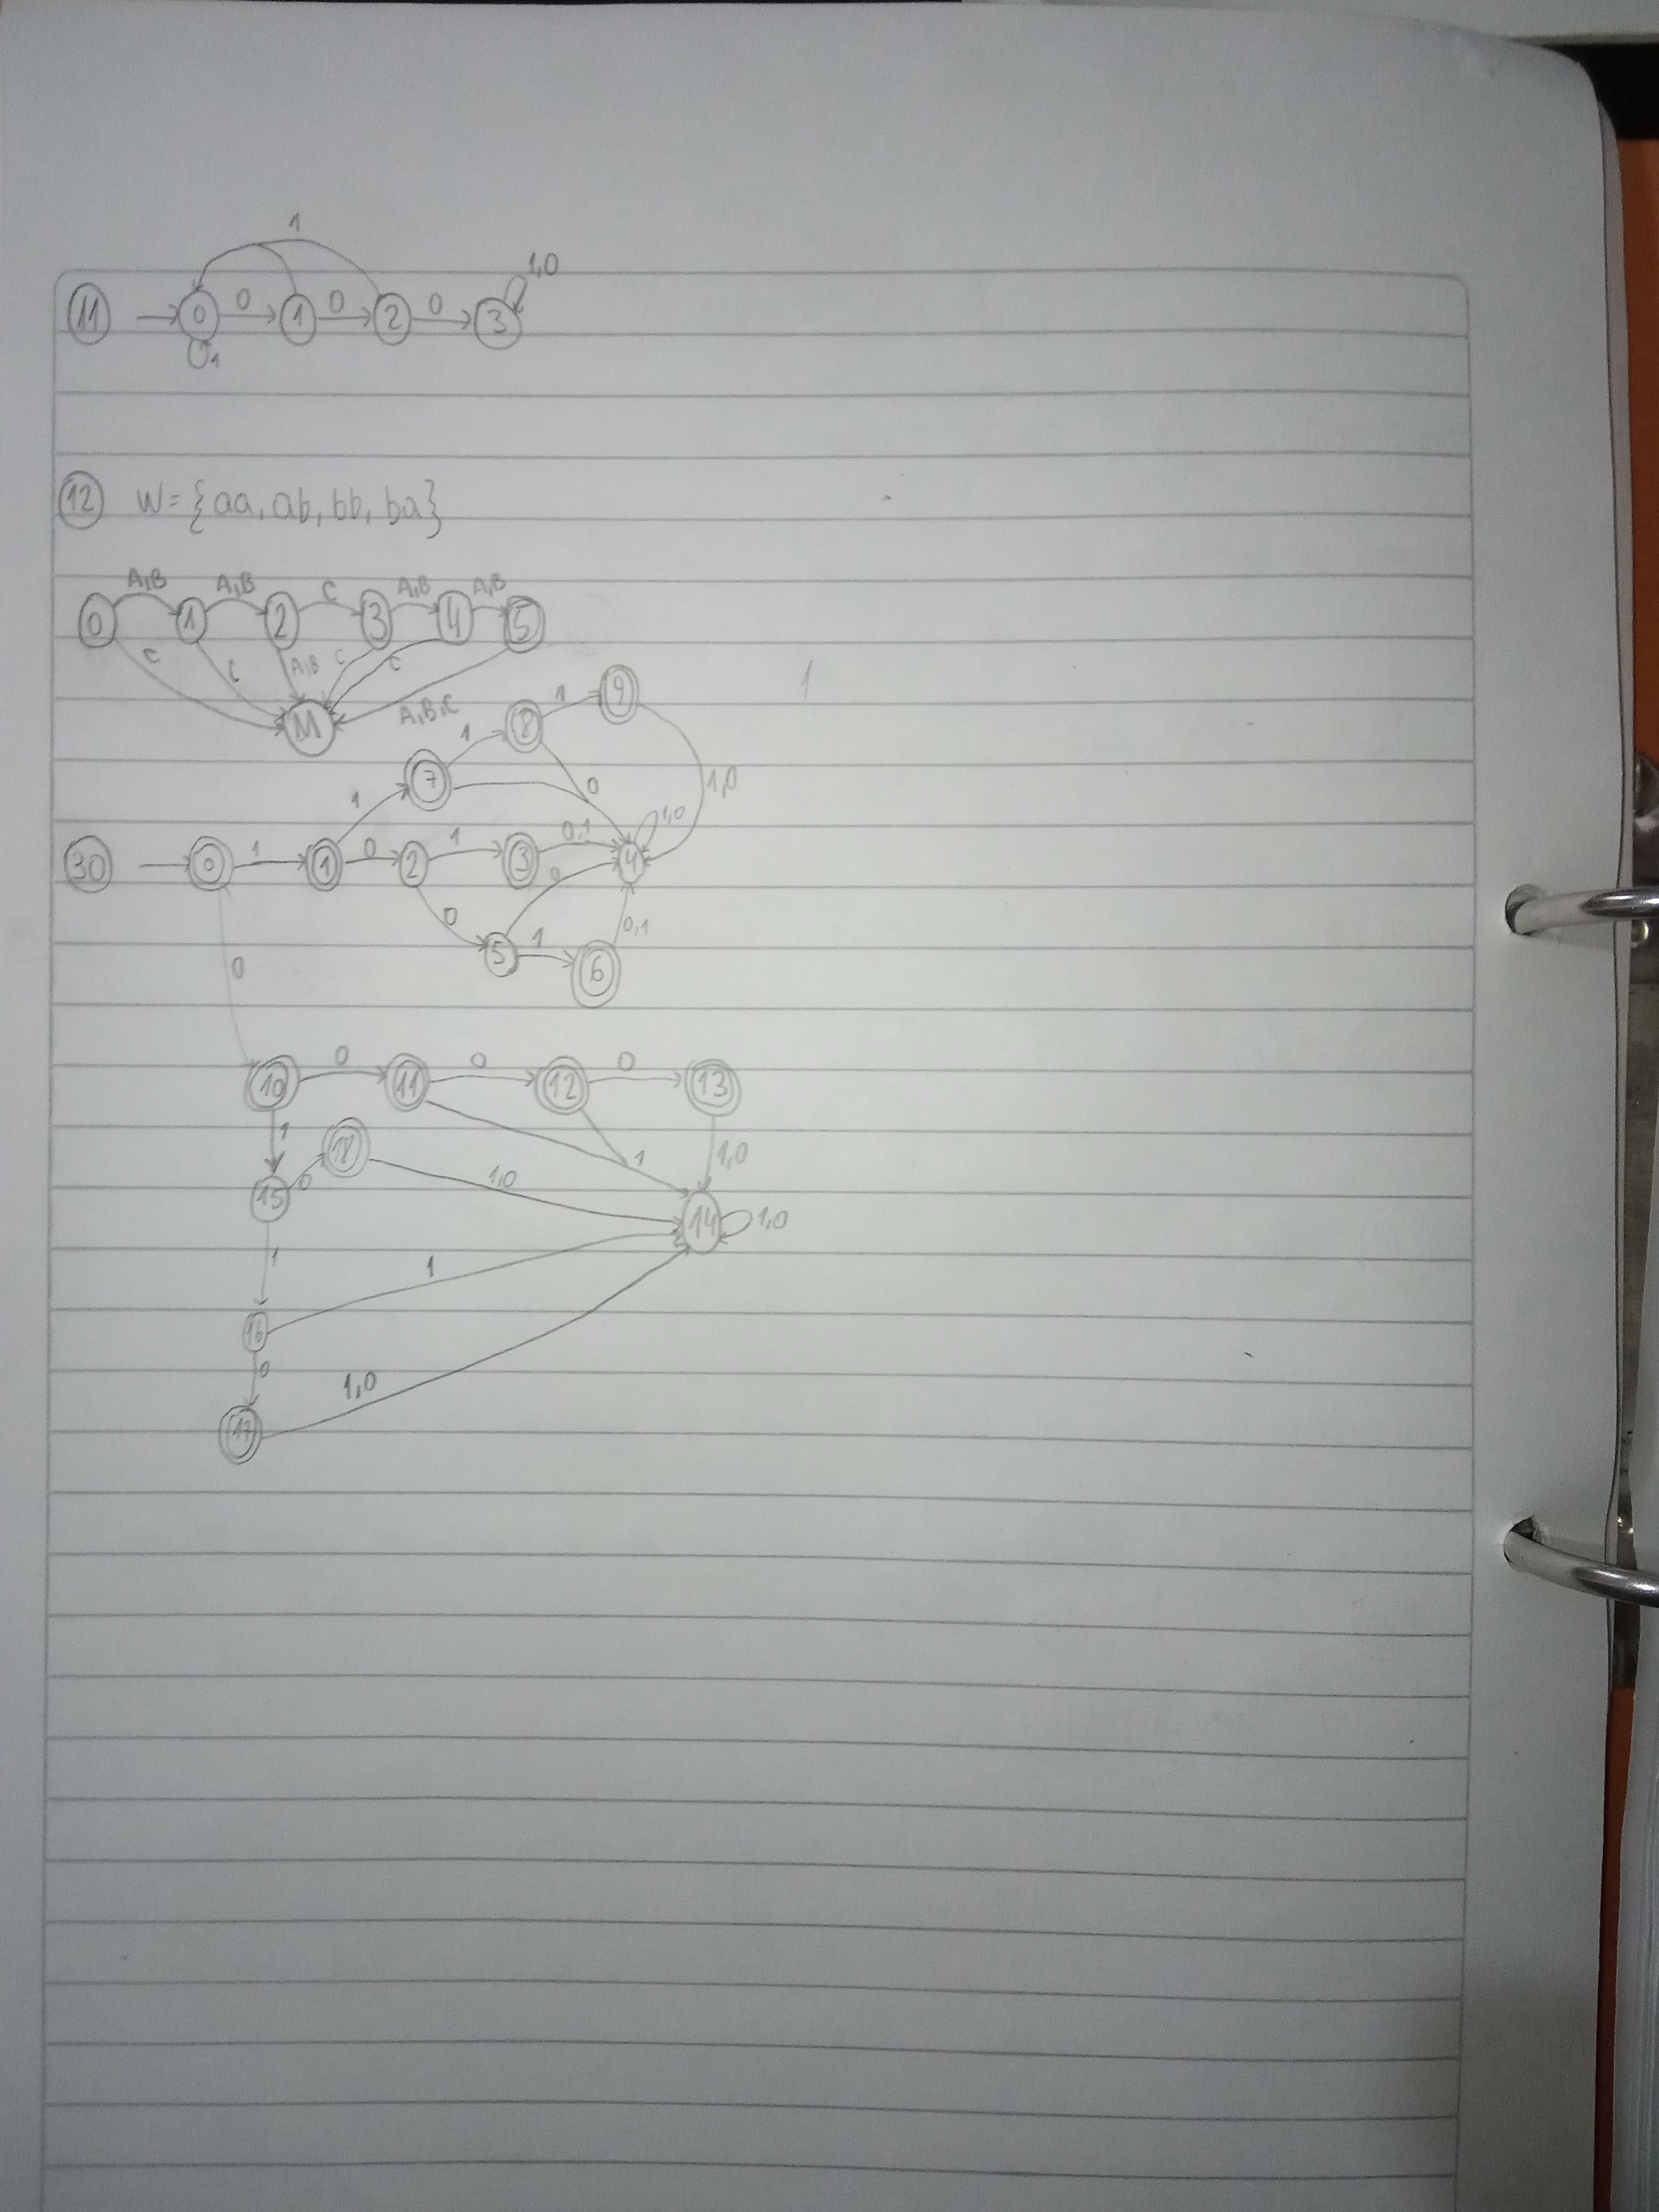 1
1,0
11 0 0 1 0 2 0 3
1
12 W = {aa, ab, bb, ba}
A,B A,B C A,B A,B
0 1 2 3 4 5
C C A,B C C
M A,B,C
1 8 1 9
1 7 0 1,0
1,0
30 0 1 1 0 2 1 3 0,1 4
0 0
5 1 6 0,1
0
10 0 11 0 12 0 13
1 18 1 1,0
15 0 1,0
14 1,0
1
1
16
0
1,0
17